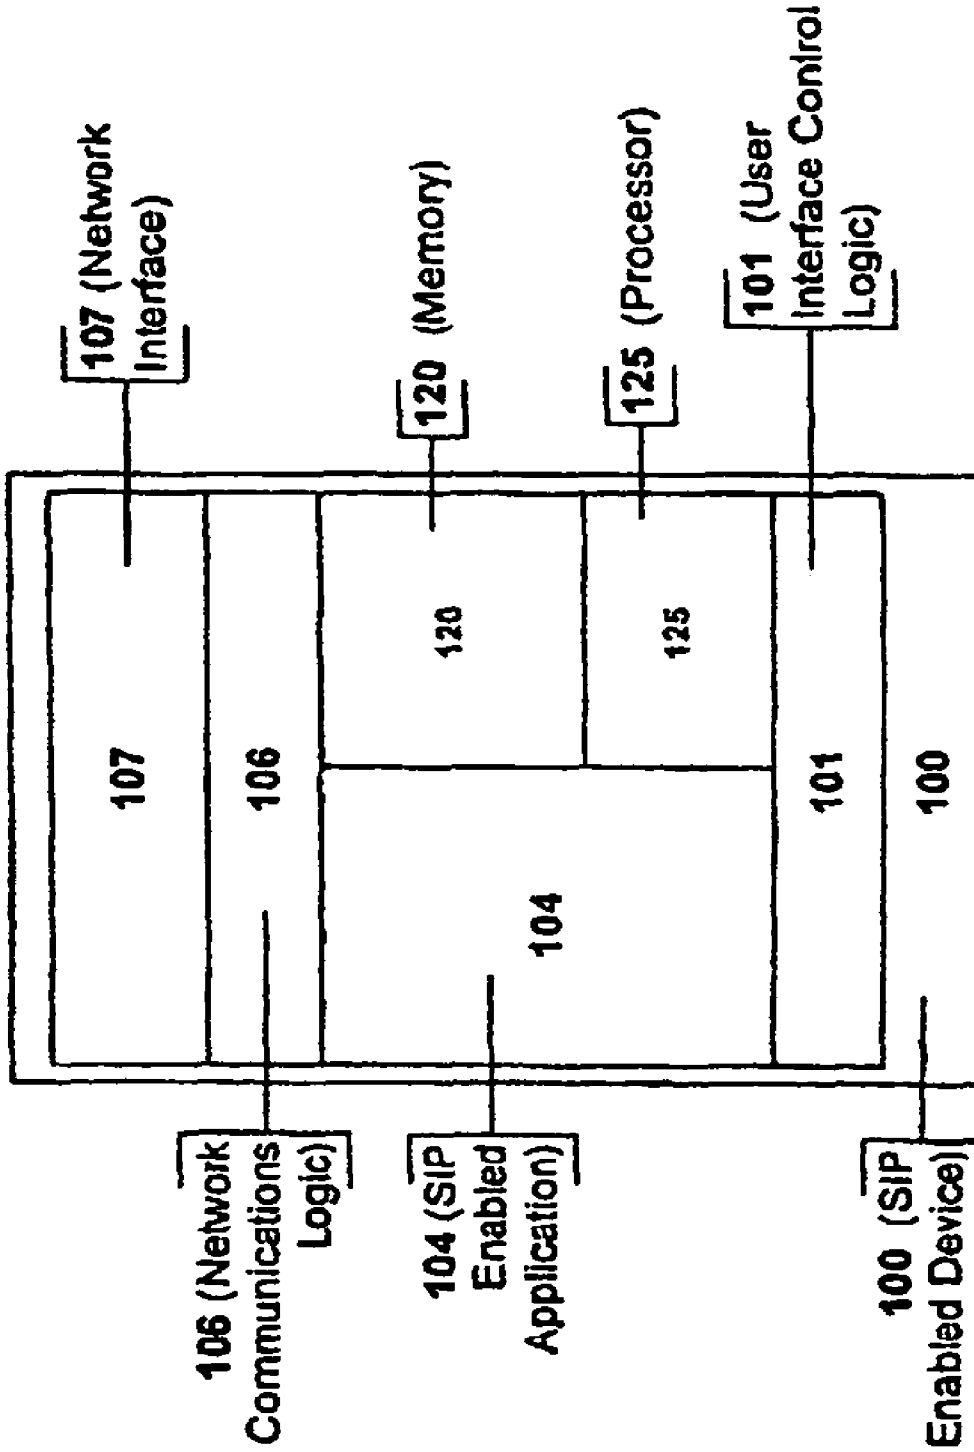 107 (Network
Interface)
106 (Network
Communications
Logic)
107
106
120 (Memory)
120
104 (SIP
Enabled
Application)
104
125 (Processor)
125
101 (User
Interface Control
Logic)
101
100 (SIP
Enabled Device)
100